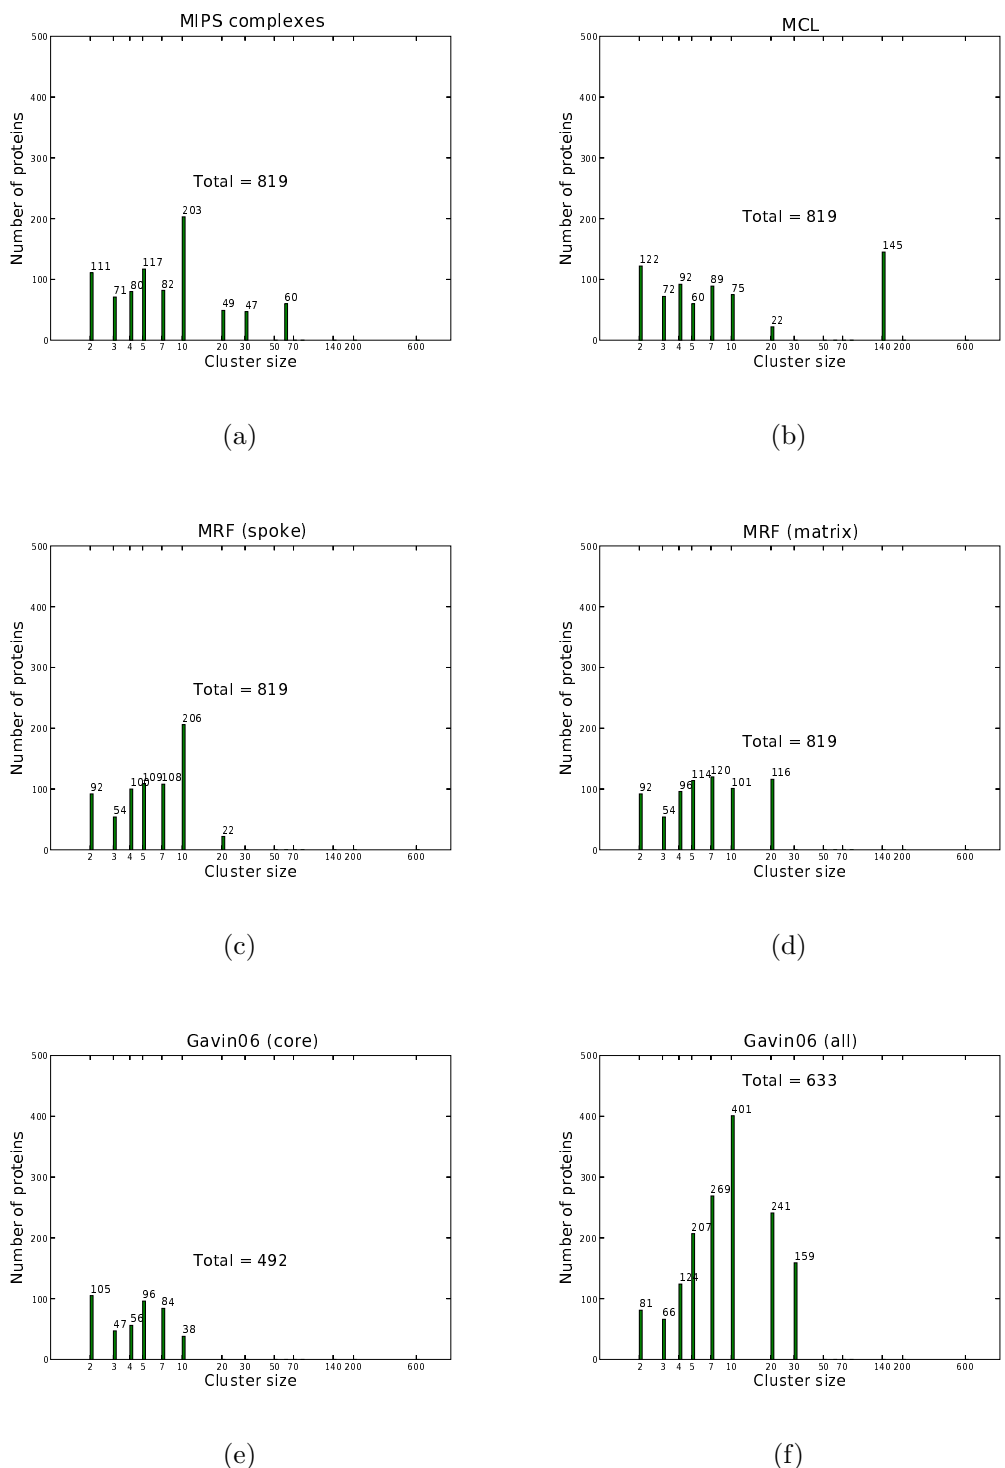 MIPS complexes
500
400
300
200
100
0
Number of proteins
Total = 819
111
71
80
117
82
203
49
47
60
2 3 4 5 7 10 20 30 50 70 140 200 600
Cluster size
(a)
MCL
500
400
300
200
100
0
Number of proteins
Total = 819
122
72
92
60
89
75
22
145
2 3 4 5 7 10 20 30 50 70 140 200 600
Cluster size
(b)
MRF (spoke)
500
400
300
200
100
0
Number of proteins
Total = 819
92
54
100
109
108
206
22
2 3 4 5 7 10 20 30 50 70 140 200 600
Cluster size
(c)
MRF (matrix)
500
400
300
200
100
0
Number of proteins
Total = 819
92
54
96
114
120
101
116
2 3 4 5 7 10 20 30 50 70 140 200 600
Cluster size
(d)
Gavin06 (core)
500
400
300
200
100
0
Number of proteins
Total = 492
105
47
56
96
84
38
2 3 4 5 7 10 20 30 50 70 140 200 600
Cluster size
(e)
Gavin06 (all)
500
400
300
200
100
0
Number of proteins
Total = 633
81
66
124
207
269
401
241
159
2 3 4 5 7 10 20 30 50 70 140 200 600
Cluster size
(f)